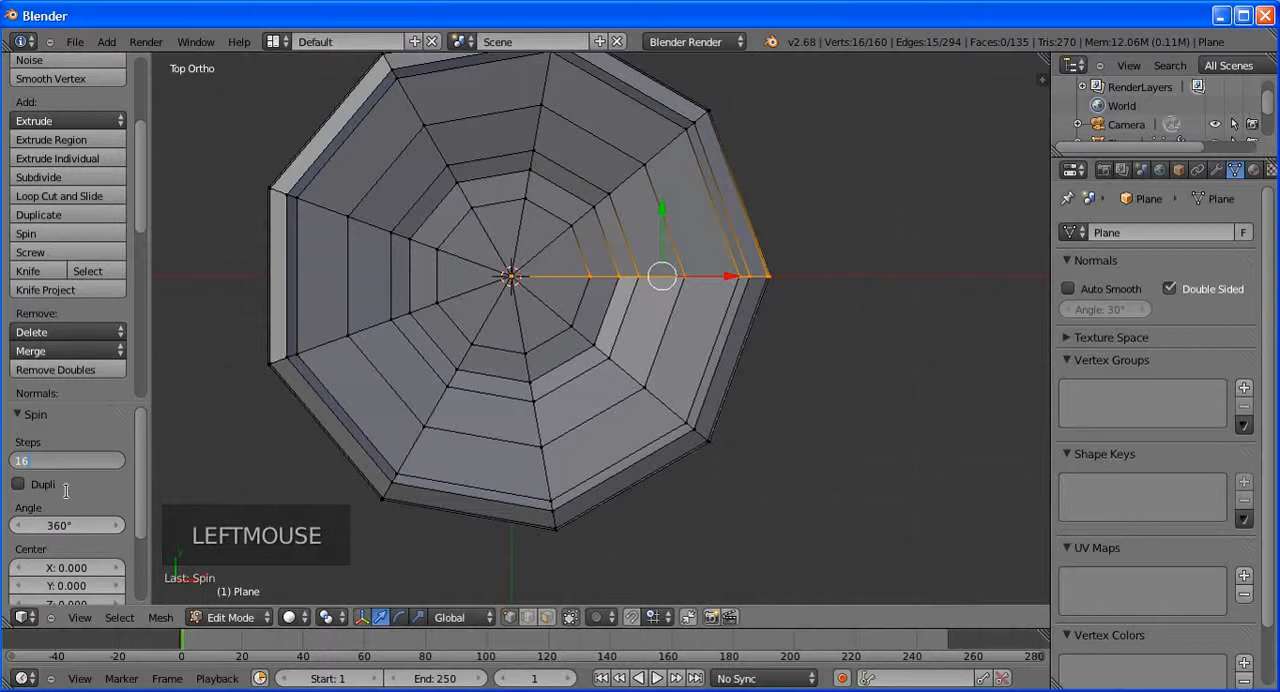 Blender
File Add Render Window Help Default Scene Blender Render v2.68 | Verts:16/160 | Edges:15/294 | Faces:0/135 | Tris:270 | Mem:12.06M (0.11M) | Plane
Noise
Smooth Vertex
Add:
Extrude
Extrude Region
Extrude Individual
Subdivide
Loop Cut and Slide
Duplicate
Spin
Screw
Knife Select
Knife Project
Remove:
Delete
Merge
Remove Doubles
Normals:
Spin
Steps
16
Dupli
Angle
360°
Center
X: 0.000
Y: 0.000
Top Ortho
LEFTMOUSE
Last: Spin
(1) Plane
View Select Mesh Edit Mode Global
View Search All Scenes
RenderLayers
World
Camera
Plane Plane
Plane F
Normals
Auto Smooth Double Sided
Angle: 30°
Texture Space
Vertex Groups
Shape Keys
UV Maps
Vertex Colors
-40 -20 0 20 40 60 80 100 120 140 160 180 200 220 240 260 280
View Marker Frame Playback Start: 1 End: 250 1 No Sync